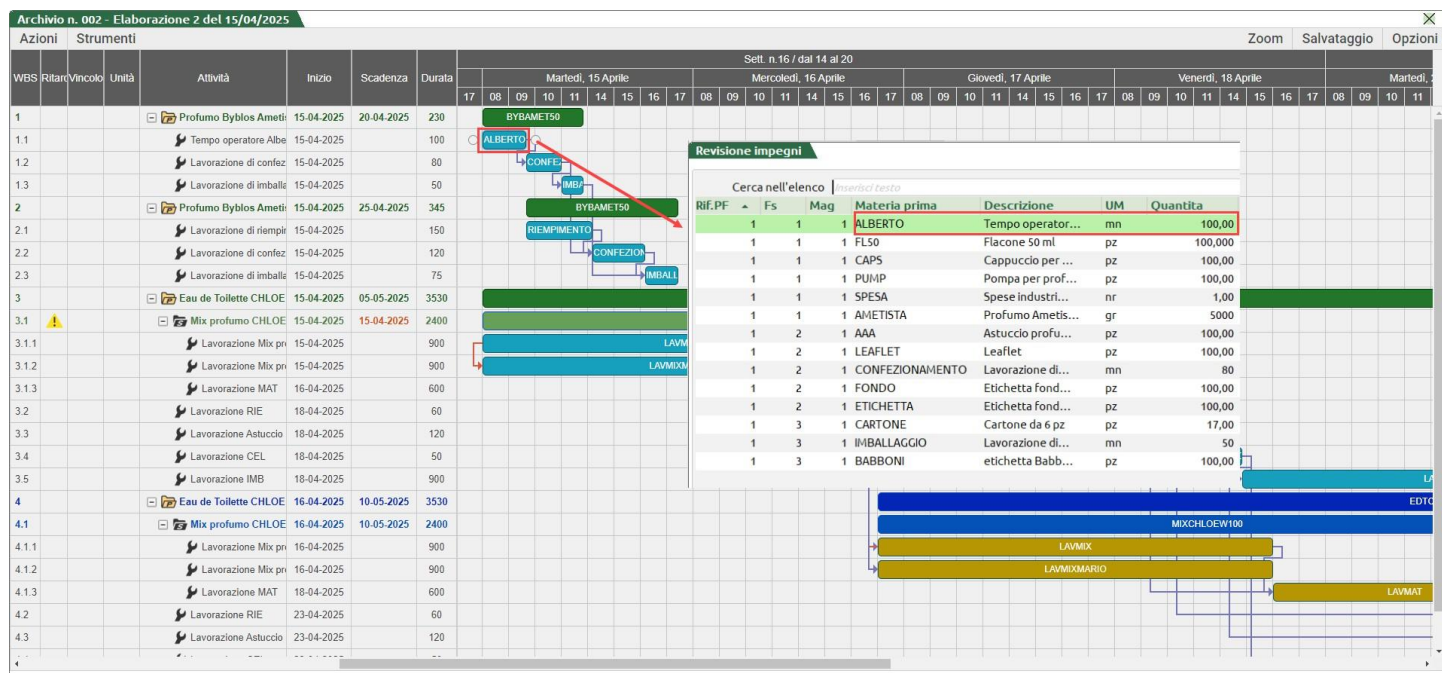 Archivio n. 002 - Elaborazione 2 del 15/04/2025
Azioni Strumenti Zoom Salvataggio Opzioni
Sett. n.16 / dal 14 al 20
WBS Ritard Vincolo Unità Attività Inizio Scadenza Durata
Martedì, 15 Aprile Mercoledì, 16 Aprile Giovedì, 17 Aprile Venerdì, 18 Aprile Martedì,
17 08 09 10 11 14 15 16 17 08 09 10 11 14 15 16 17 08 09 10 11 14 15 16 17 08 09 10 11 14 15 16 17 08 09 10 11
1 Profumo Byblos Ameti 15-04-2025 20-04-2025 230 BYBAMET50
1.1 Tempo operatore Albe 15-04-2025 100 ALBERTO
1.2 Lavorazione di confez 15-04-2025 80 CONFEZ
1.3 Lavorazione di imballa 15-04-2025 50 IMBA
2 Profumo Byblos Ameti 15-04-2025 25-04-2025 345 BYBAMET50
2.1 Lavorazione di riempir 15-04-2025 150 RIEMPIMENTO
2.2 Lavorazione di confez 15-04-2025 120 CONFEZION
2.3 Lavorazione di imballa 15-04-2025 75 IMBALL
3 Eau de Toilette CHLOE 15-04-2025 05-05-2025 3530
3.1 Mix profumo CHLOE 15-04-2025 15-04-2025 2400
3.1.1 Lavorazione Mix pro 15-04-2025 900 LAVM
3.1.2 Lavorazione Mix pro 15-04-2025 900 LAVMIXM
3.1.3 Lavorazione MAT 16-04-2025 600
3.2 Lavorazione RIE 18-04-2025 60
3.3 Lavorazione Astuccio 18-04-2025 120
3.4 Lavorazione CEL 18-04-2025 50
3.5 Lavorazione IMB 18-04-2025 900 LA
4 Eau de Toilette CHLOE 16-04-2025 10-05-2025 3530 EDTC
4.1 Mix profumo CHLOE 16-04-2025 10-05-2025 2400 MIXCHLOEW100
4.1.1 Lavorazione Mix pro 16-04-2025 900 LAVMIX
4.1.2 Lavorazione Mix pro 16-04-2025 900 LAVMIXMARIO
4.1.3 Lavorazione MAT 18-04-2025 600 LAVMAT
4.2 Lavorazione RIE 23-04-2025 60
4.3 Lavorazione Astuccio 23-04-2025 120
Revisione impegni
Cerca nell'elenco Inserisci testo
Rif.PF Fs Mag Materia prima Descrizione UM Quantita
1 1 1 ALBERTO Tempo operator... mn 100,00
1 1 1 FL50 Flacone 50 ml pz 100,000
1 1 1 CAPS Cappuccio per ... pz 100,00
1 1 1 PUMP Pompa per prof... pz 100,00
1 1 1 SPESA Spese industri... nr 1,00
1 1 1 AMETISTA Profumo Ametis... gr 5000
1 2 1 AAA Astuccio profu... pz 100,00
1 2 1 LEAFLET Leaflet pz 100,00
1 2 1 CONFEZIONAMENTO Lavorazione di... mn 80
1 2 1 FONDO Etichetta fond... pz 100,00
1 2 1 ETICHETTA Etichetta fond... pz 100,00
1 3 1 CARTONE Cartone da 6 pz pz 17,00
1 3 1 IMBALLAGGIO Lavorazione di... mn 50
1 3 1 BABBONI etichetta Babb... pz 100,00